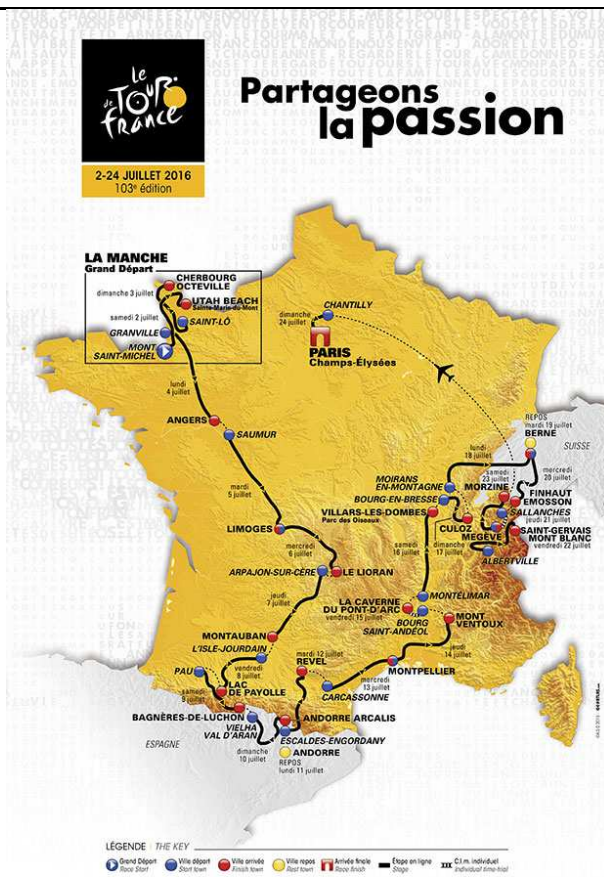 Le
TOUR
de
france
Partageons
la passion
2-24 JUILLET 2016
103e édition
LA MANCHE
Grand Départ
CHERBOURG
OCTEVILLE
dimanche 3 juillet
UTAH BEACH
Sainte-Marie-du-Mont
samedi 2 juillet
SAINT-LÔ
GRANVILLE
MONT
SAINT-MICHEL
CHANTILLY
dimanche
24 juillet
PARIS
Champs-Élysées
lundi
4 juillet
ANGERS
SAUMUR
REPOS
mardi 19 juillet
BERNE
SUISSE
lundi
18 juillet
mercredi
20 juillet
MOIRANS
EN-MONTAGNE
samedi
23 juillet
MORZINE
mardi
5 juillet
BOURG-EN-BRESSE
FINHAUT
EMOSSON
SALLANCHES
jeudi 21 juillet
VILLARS-LES-DOMBES
Parc des Oiseaux
CULOZ
MEGÈVE
SAINT-GERVAIS
MONT BLANC
vendredi 22 juillet
LIMOGES
mercredi
6 juillet
samedi
16 juillet
dimanche
17 juillet
ALBERTVILLE
ARPAJON-SUR-CÈRE
LE LIORAN
MONTÉLIMAR
jeudi
7 juillet
LA CAVERNE
DU PONT-D'ARC
vendredi 15 juillet
BOURG
SAINT-ANDÉOL
MONT
VENTOUX
MONTAUBAN
L'ISLE-JOURDAIN
mardi 12 juillet
REVEL
jeudi
14 juillet
PAU
vendredi
8 juillet
MONTPELLIER
mercredi
13 juillet
LAC
DE PAYOLLE
CARCASSONNE
samedi
9 juillet
BAGNÈRES-DE-LUCHON
VIELHA
VAL D'ARAN
ANDORRE ARCALIS
ESCALDES-ENGORDANY
ESPAGNE
dimanche
10 juillet
ANDORRE
REPOS
lundi 11 juillet
LÉGENDE THE KEY
Grand Départ
Race Start
Ville départ
Start town
Ville arrivée
Finish town
Ville repos
Rest town
Arrivée finale
Race finish
Étape en ligne
Stage
C.l.m. individuel
Individual time-trial